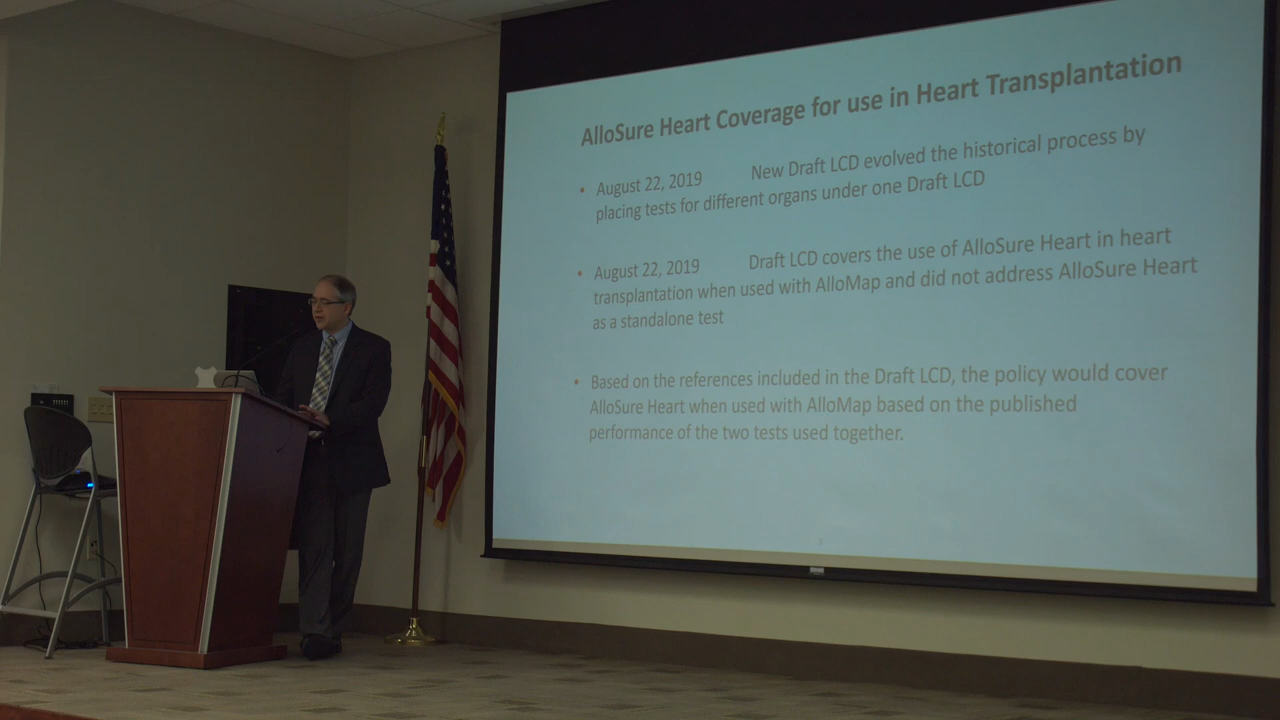 AlloSure Heart Coverage for use in Heart Transplantation
• August 22, 2019 New Draft LCD evolved the historical process by
placing tests for different organs under one Draft LCD
• August 22, 2019 Draft LCD covers the use of AlloSure Heart in heart
transplantation when used with AlloMap and did not address AlloSure Heart
as a standalone test
• Based on the references included in the Draft LCD, the policy would cover
AlloSure Heart when used with AlloMap based on the published
performance of the two tests used together.